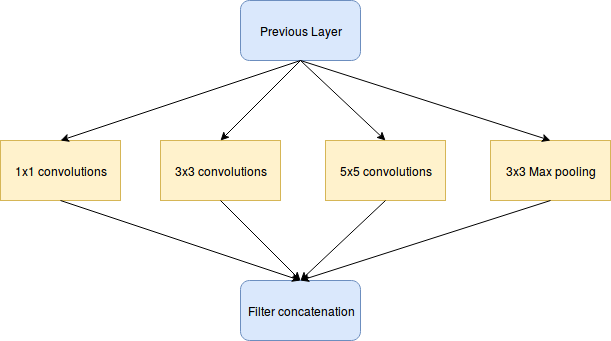 Previous Layer
1x1 convolutions
3x3 convolutions
5x5 convolutions
3x3 Max pooling
Filter concatenation